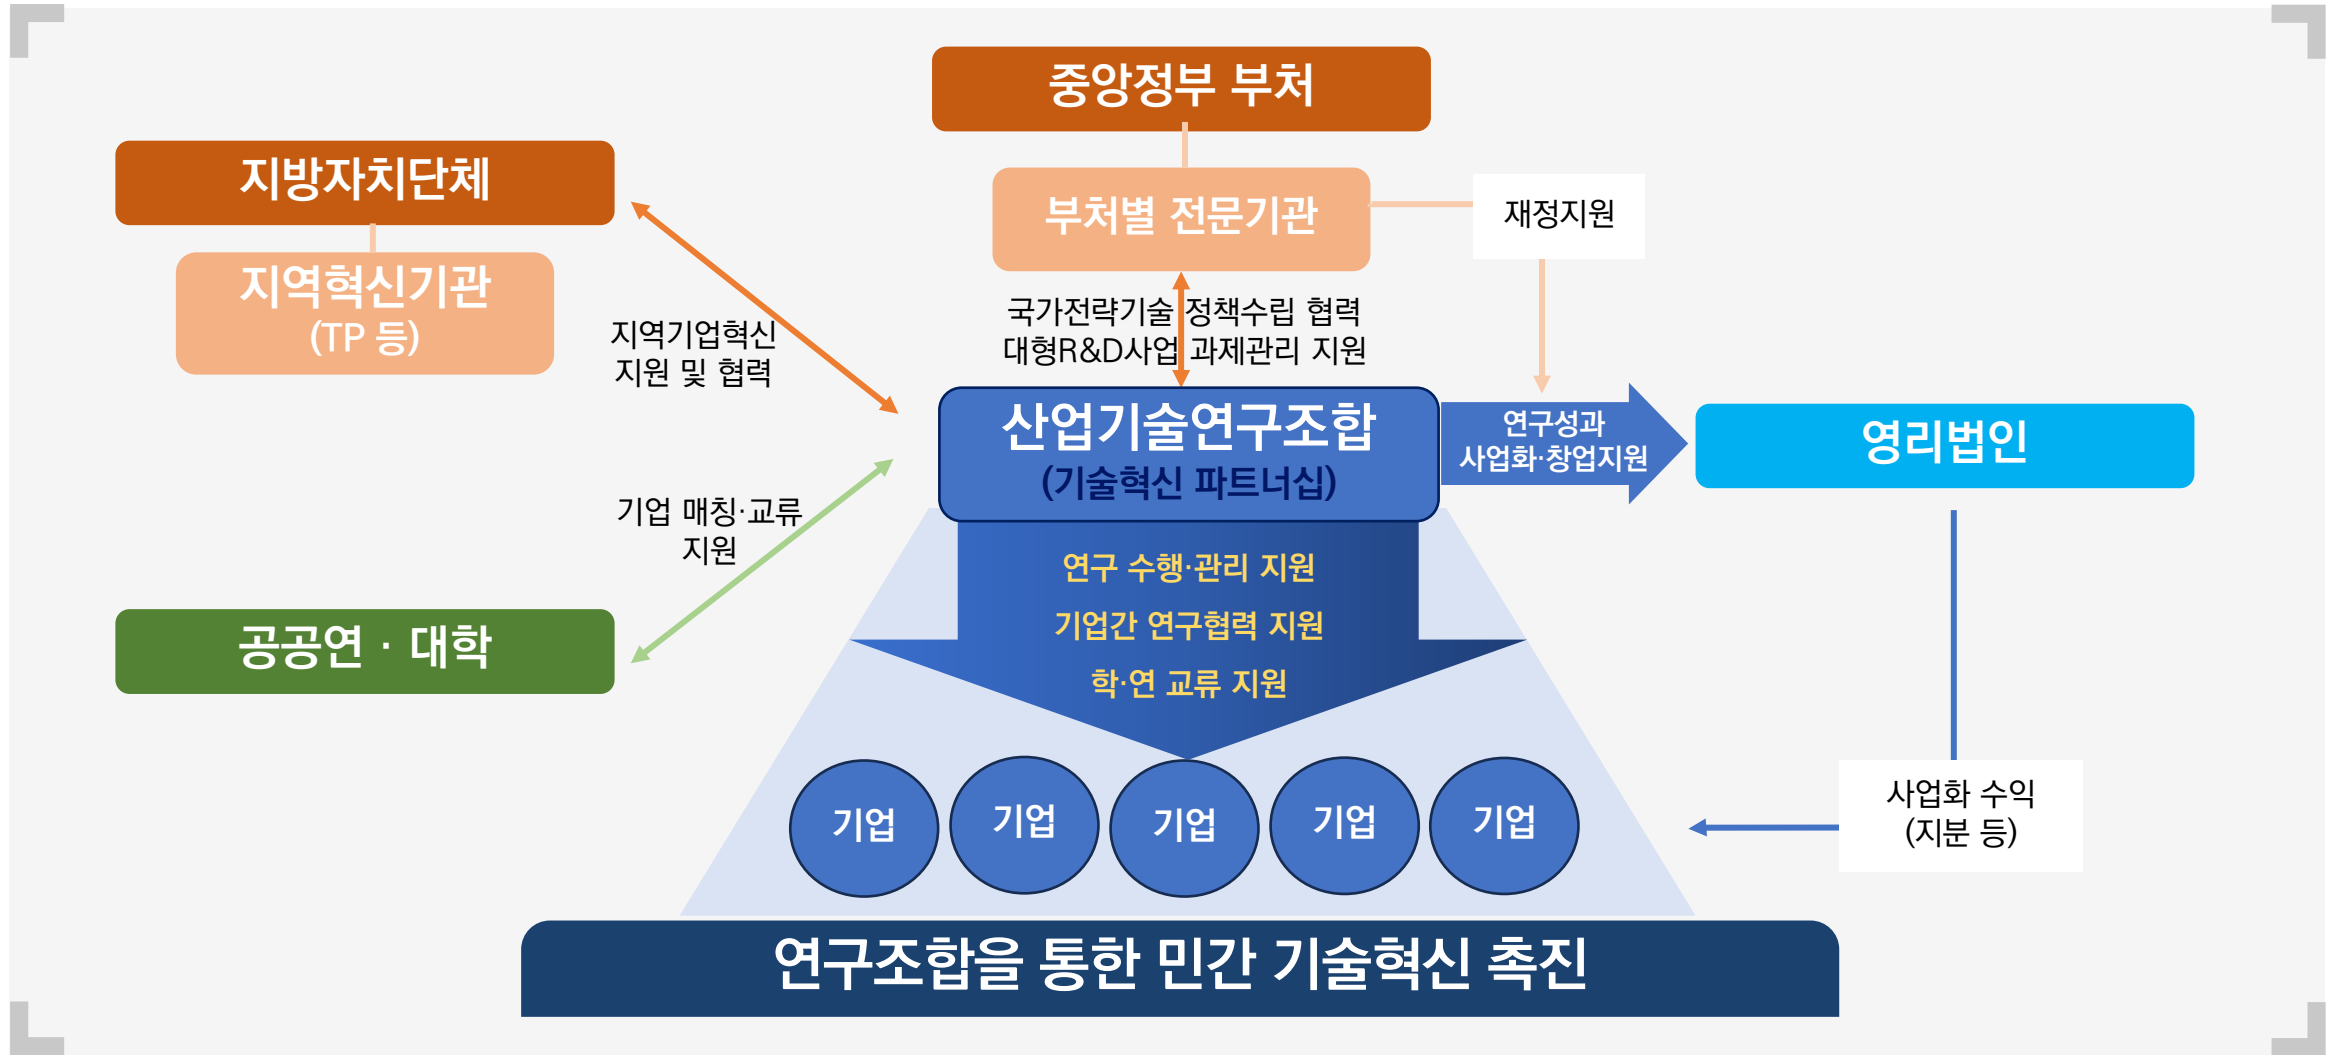 중앙정부 부처
지방자치단체
부처별 전문기관
재정지원
지역혁신기관
(TP 등)
국가전략기술 정책수립 협력
대형R&D사업 과제관리 지원
지역기업혁신
지원 및 협력
산업기술연구조합
(기술혁신 파트너십)
연구성과
사업화·창업지원
영리법인
기업 매칭·교류
지원
연구 수행·관리 지원
기업간 연구협력 지원
학·연 교류 지원
공공연 · 대학
기업
기업
기업
기업
기업
사업화 수익
(지분 등)
연구조합을 통한 민간 기술혁신 촉진